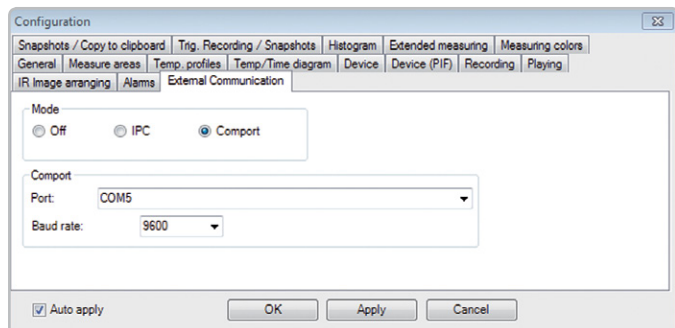 Configuration
Snapshots / Copy to clipboard Trig. Recording / Snapshots Histogram Extended measuring Measuring colors
General Measure areas Temp. profiles Temp/Time diagram Device Device (PIF) Recording Playing
IR Image arranging Alarms External Communication
Mode
Off IPC Comport
Comport
Port: COM5
Baud rate: 9600
Auto apply OK Apply Cancel